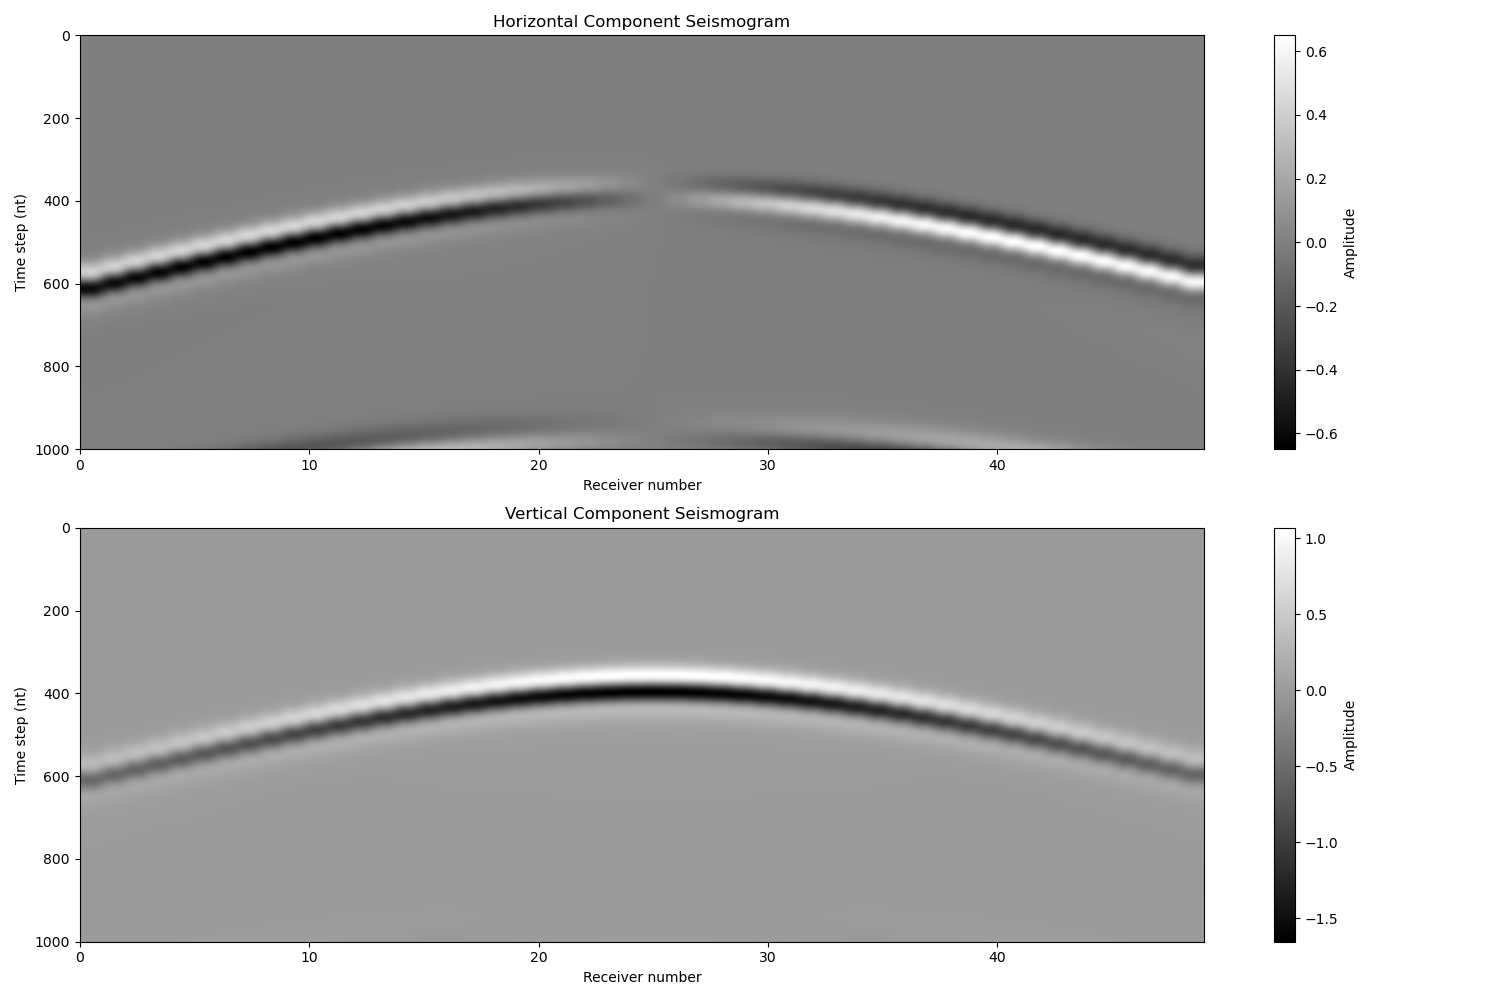 Horizontal Component Seismogram
0
200
400
600
800
1000
Time step (nt)
0 10 20 30 40
Receiver number
0.6
0.4
0.2
0.0
−0.2
−0.4
−0.6
Amplitude
Vertical Component Seismogram
0
200
400
600
800
1000
Time step (nt)
0 10 20 30 40
Receiver number
1.0
0.5
0.0
−0.5
−1.0
−1.5
Amplitude